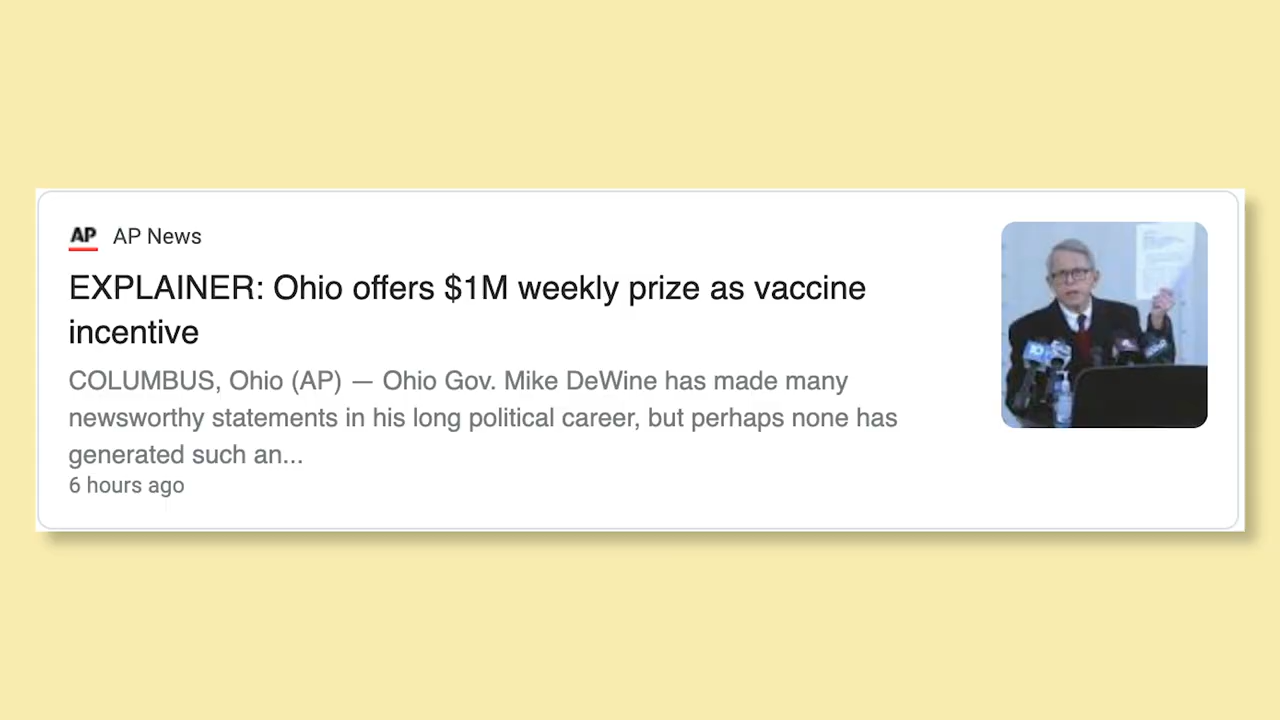 AP AP News
EXPLAINER: Ohio offers $1M weekly prize as vaccine
incentive
COLUMBUS, Ohio (AP) — Ohio Gov. Mike DeWine has made many
newsworthy statements in his long political career, but perhaps none has
generated such an...
6 hours ago